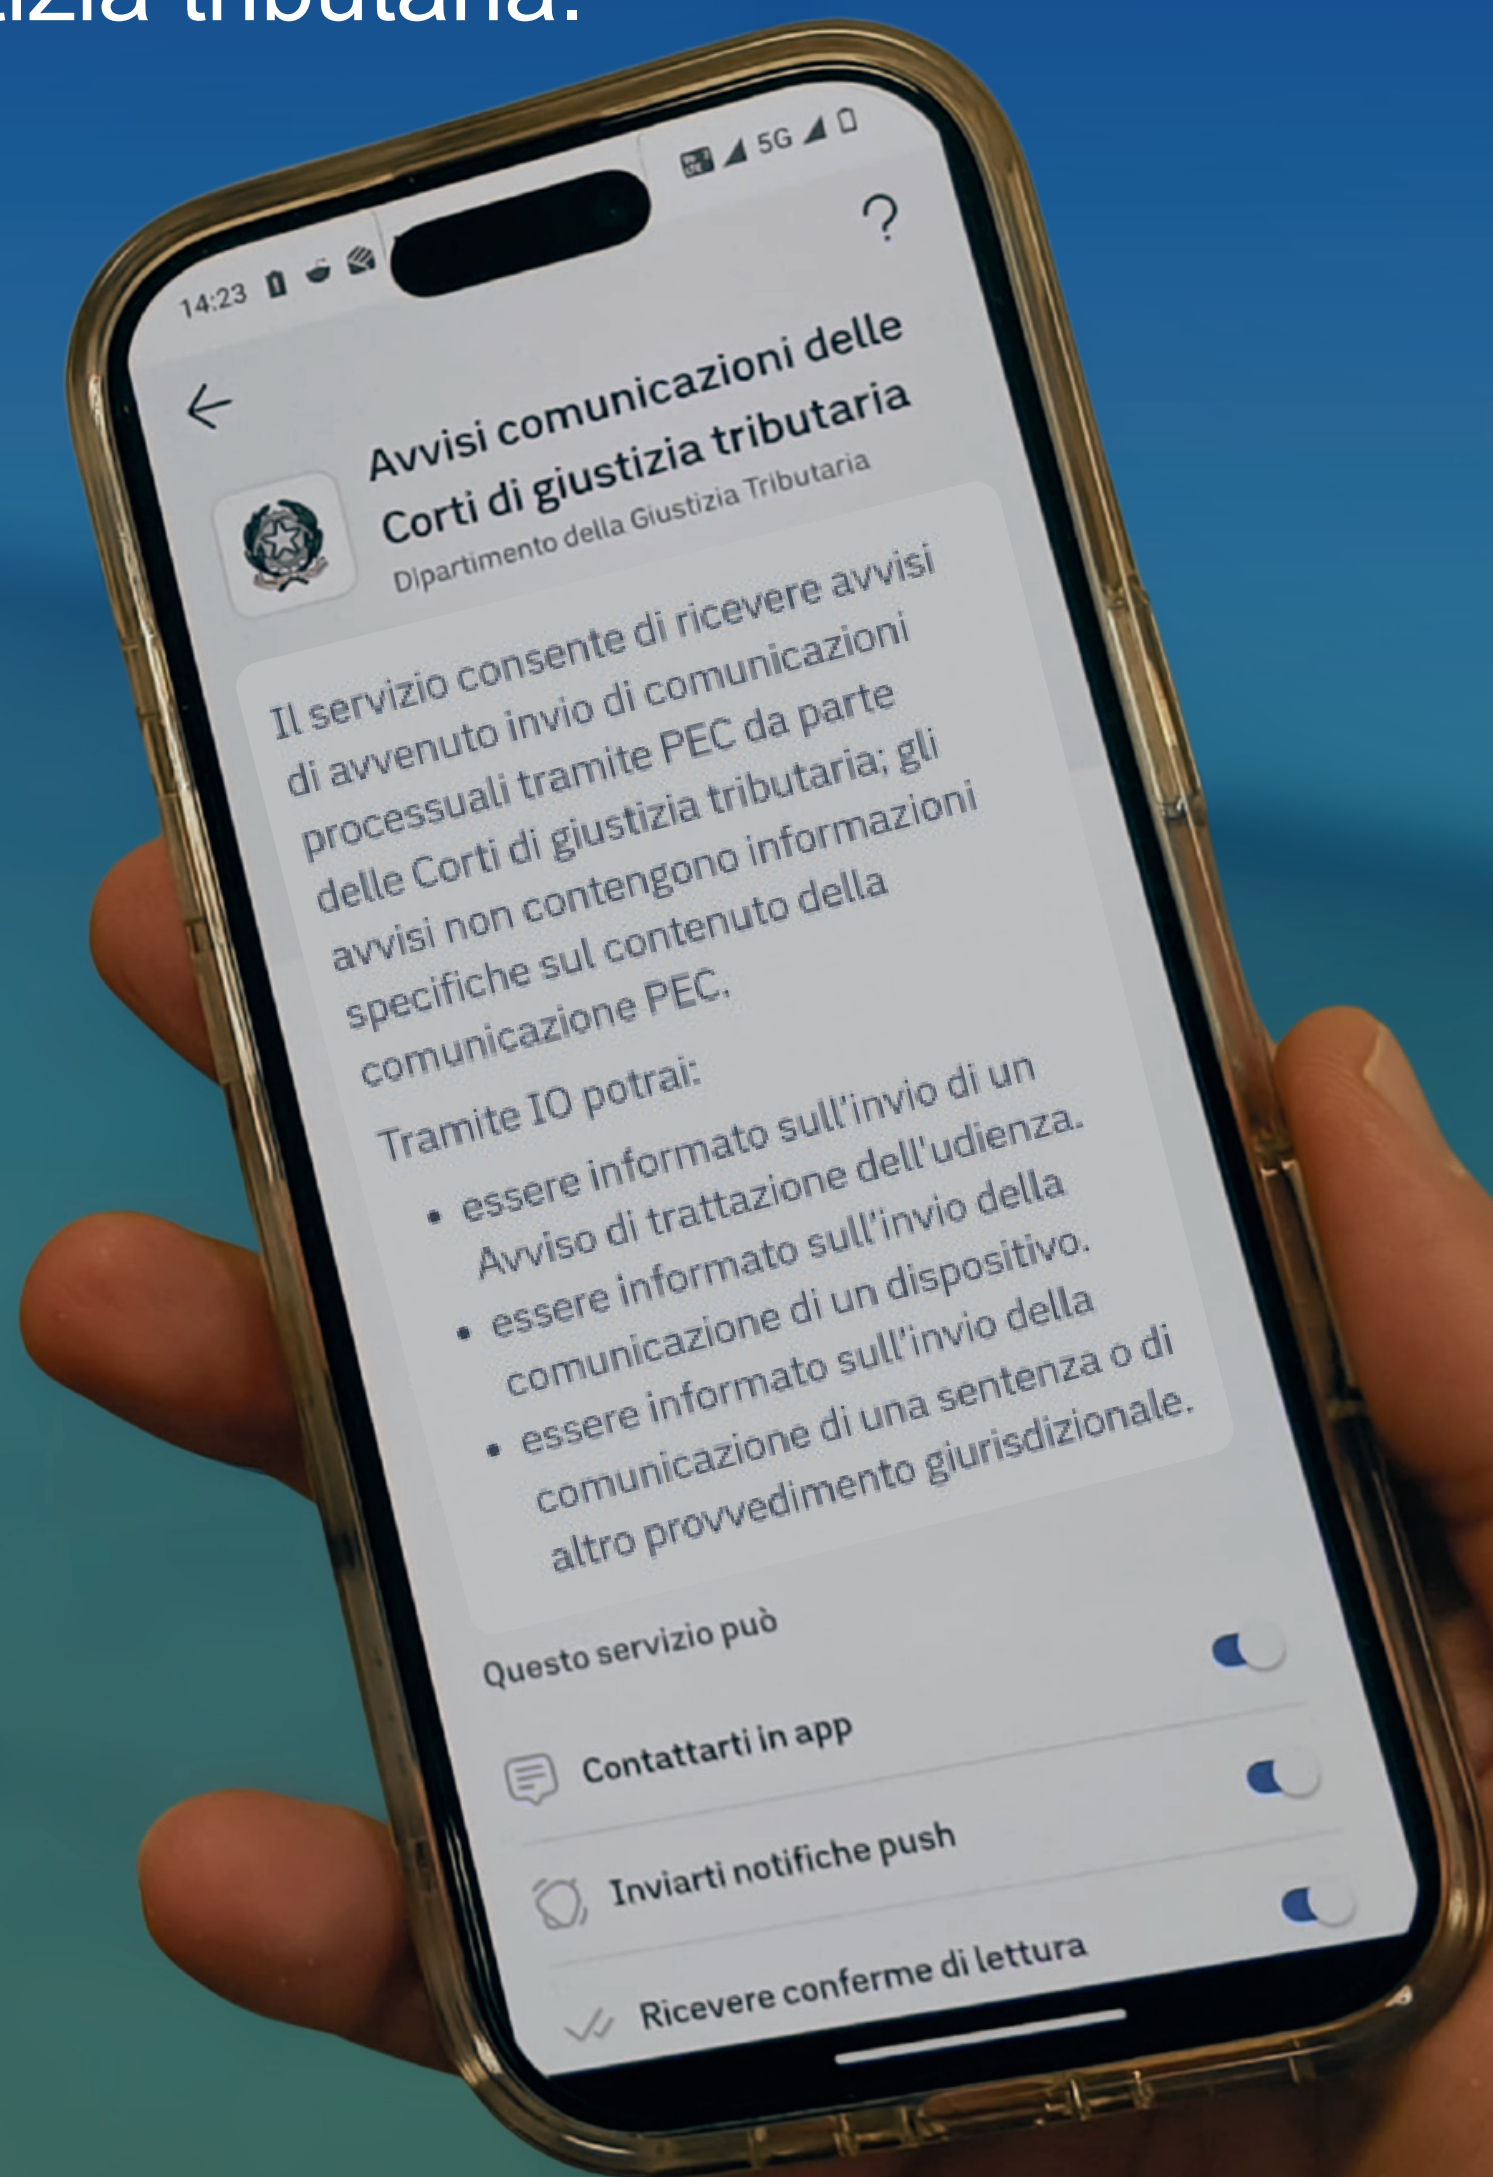 tizia tributaria.
14:23
5G
?
Avvisi comunicazioni delle
Corti di giustizia tributaria
Dipartimento della Giustizia Tributaria
Il servizio consente di ricevere avvisi
di avvenuto invio di comunicazioni
processuali tramite PEC da parte
delle Corti di giustizia tributaria; gli
avvisi non contengono informazioni
specifiche sul contenuto della
comunicazione PEC.
Tramite IO potrai:
• essere informato sull'invio di un
Avviso di trattazione dell'udienza.
• essere informato sull'invio della
comunicazione di un dispositivo.
• essere informato sull'invio della
comunicazione di una sentenza o di
altro provvedimento giurisdizionale.
Questo servizio può
Contattarti in app
Inviarti notifiche push
Ricevere conferme di lettura